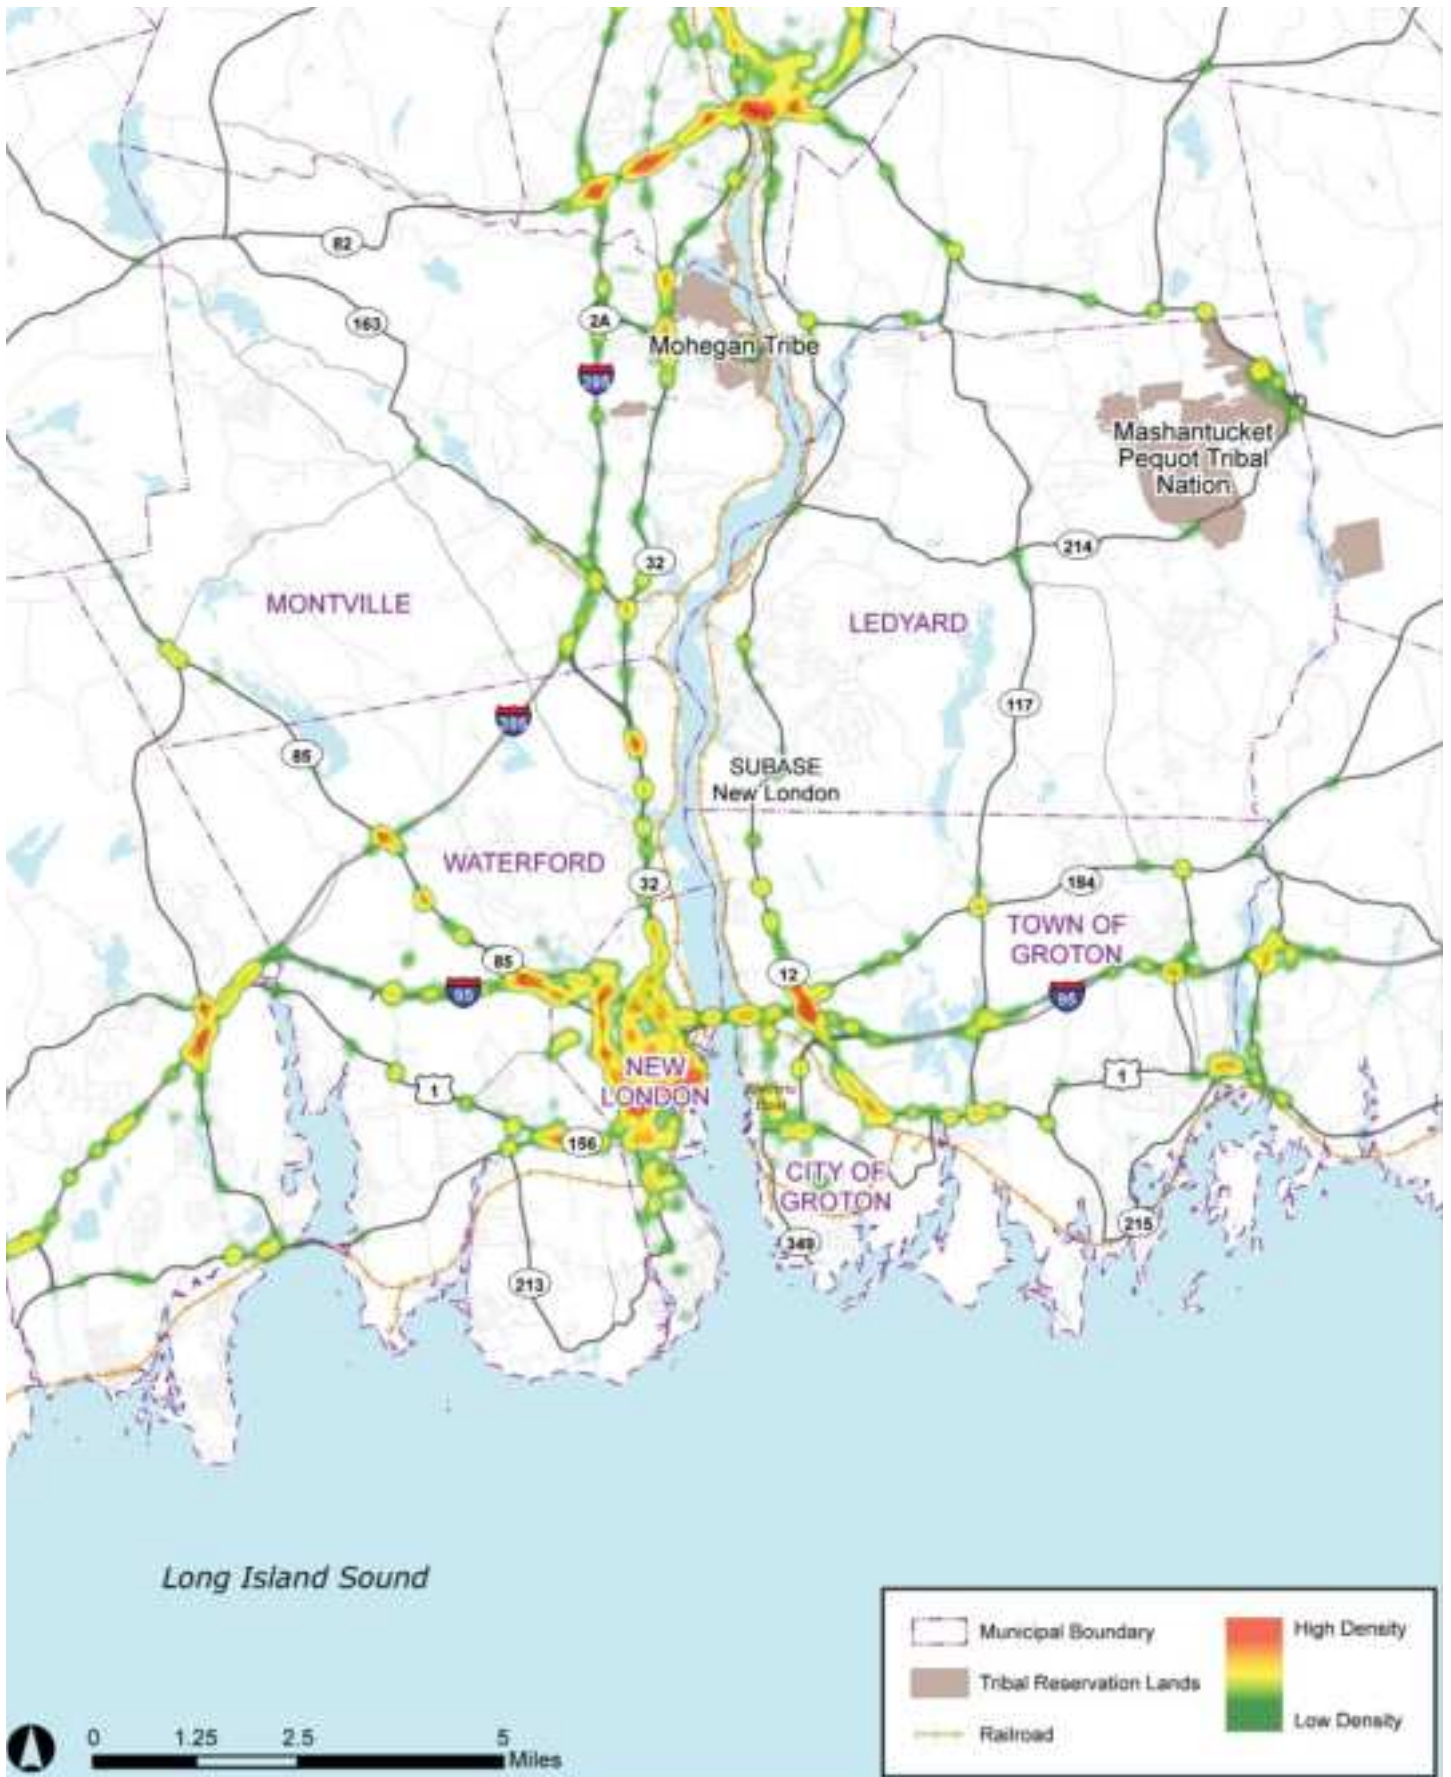 82
163
2A
Mohegan Tribe
395
Mashantucket
Pequot Tribal
Nation
32
214
MONTVILLE
LEDYARD
117
395
85
SUBASE
New London
WATERFORD
32
184
TOWN OF
GROTON
85
12
95
95
NEW
LONDON
1
1
156
CITY OF
GROTON
215
349
213
Long Island Sound
Municipal Boundary
High Density
Tribal Reservation Lands
Railroad
Low Density
0
1.25
2.5
5
Miles